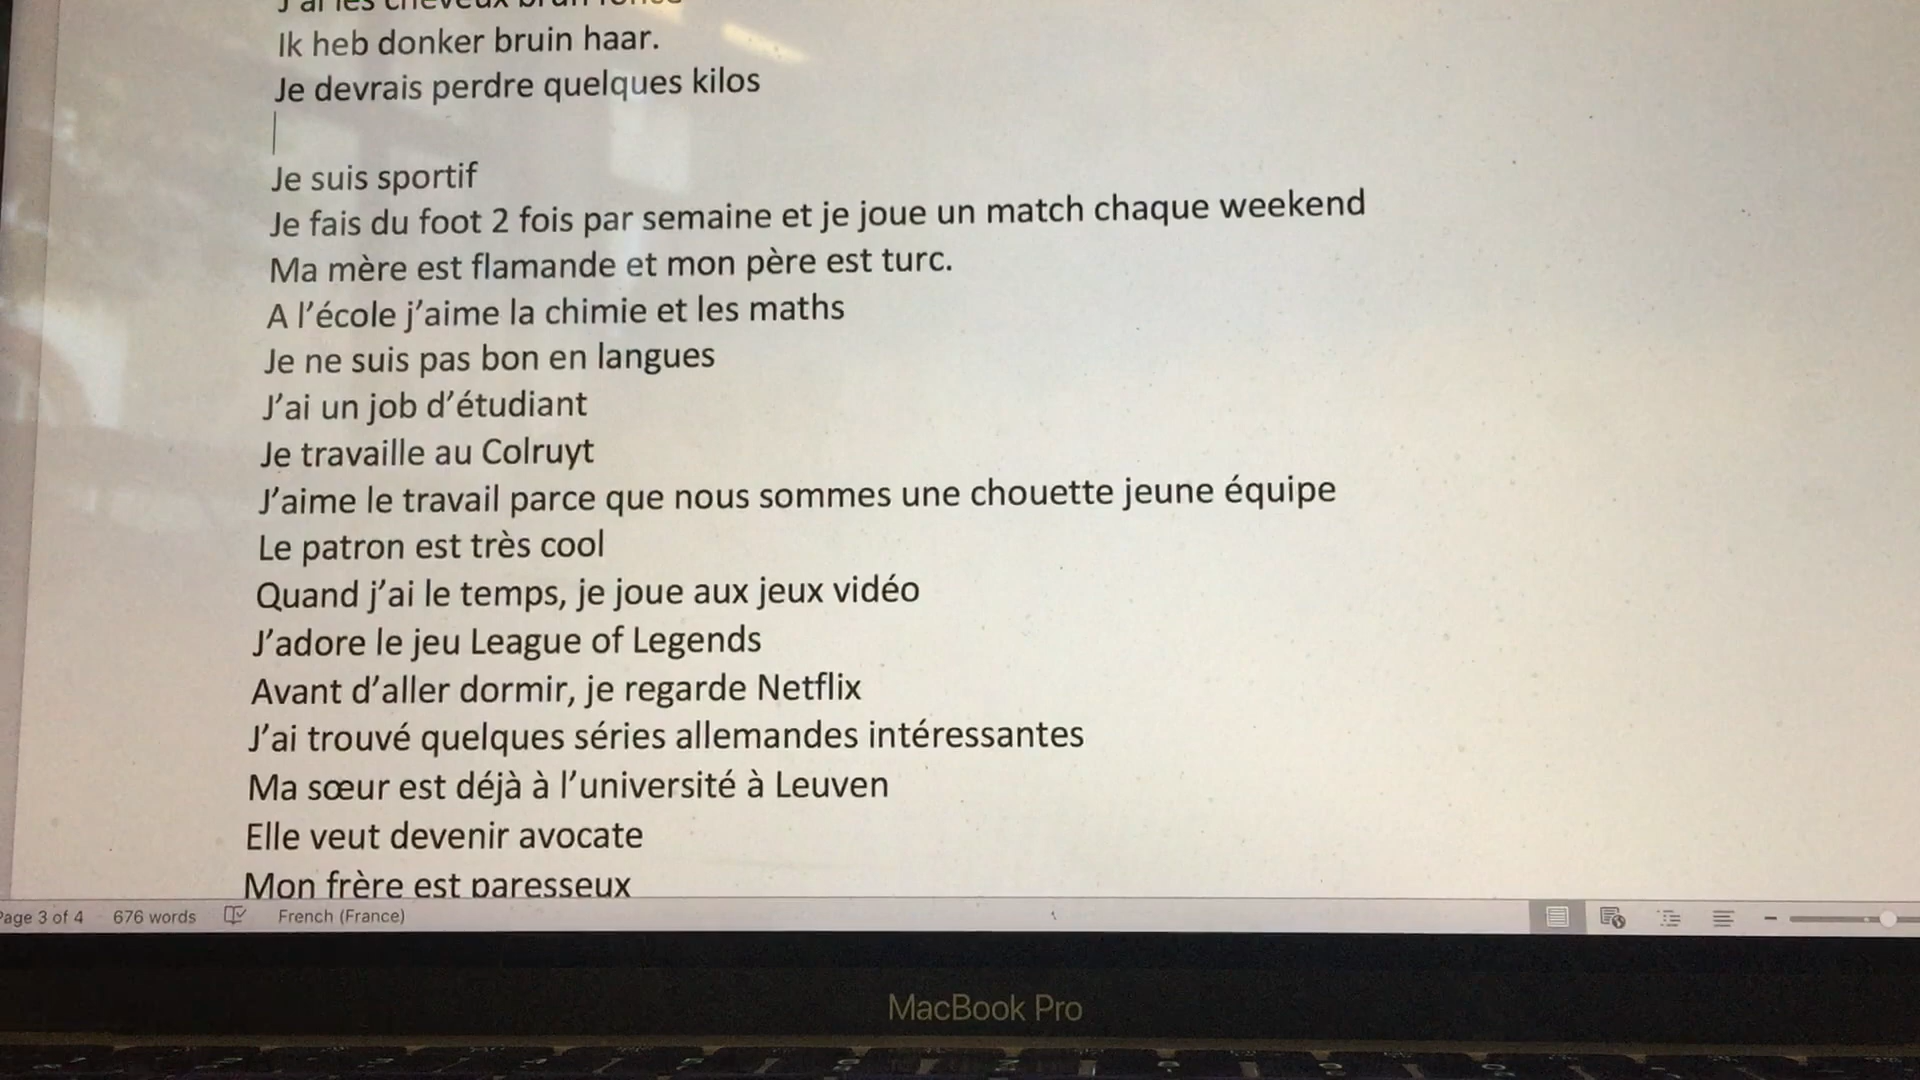 J'ai les cheveux brun foncé
Ik heb donker bruin haar.
Je devrais perdre quelques kilos
Je suis sportif
Je fais du foot 2 fois par semaine et je joue un match chaque weekend
Ma mère est flamande et mon père est turc.
A l'école j'aime la chimie et les maths
Je ne suis pas bon en langues
J'ai un job d'étudiant
Je travaille au Colruyt
J'aime le travail parce que nous sommes une chouette jeune équipe
Le patron est très cool
Quand j'ai le temps, je joue aux jeux vidéo
J'adore le jeu League of Legends
Avant d'aller dormir, je regarde Netflix
J'ai trouvé quelques séries allemandes intéressantes
Ma sœur est déjà à l'université à Leuven
Elle veut devenir avocate
Mon frère est paresseux
Page 3 of 4 676 words French (France)
MacBook Pro